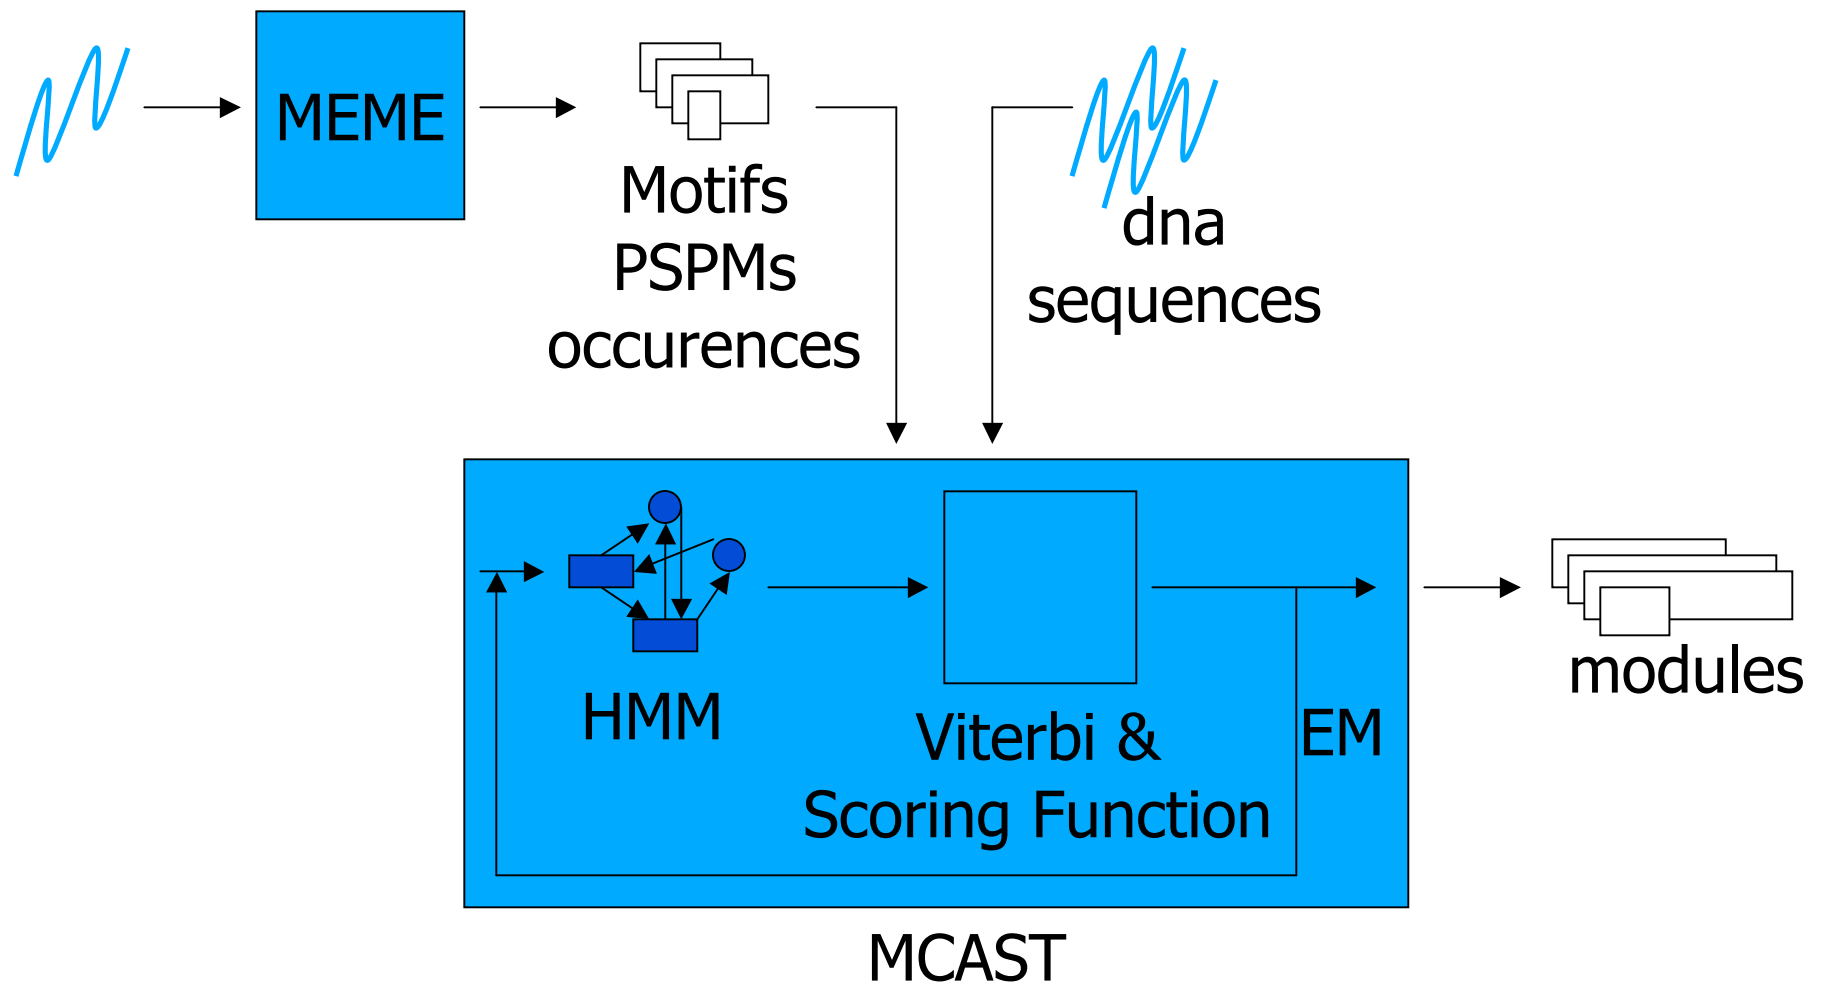 MEME
Motifs
PSPMs
occurences
dna
sequences
HMM
Viterbi &
Scoring Function
EM
modules
MCAST